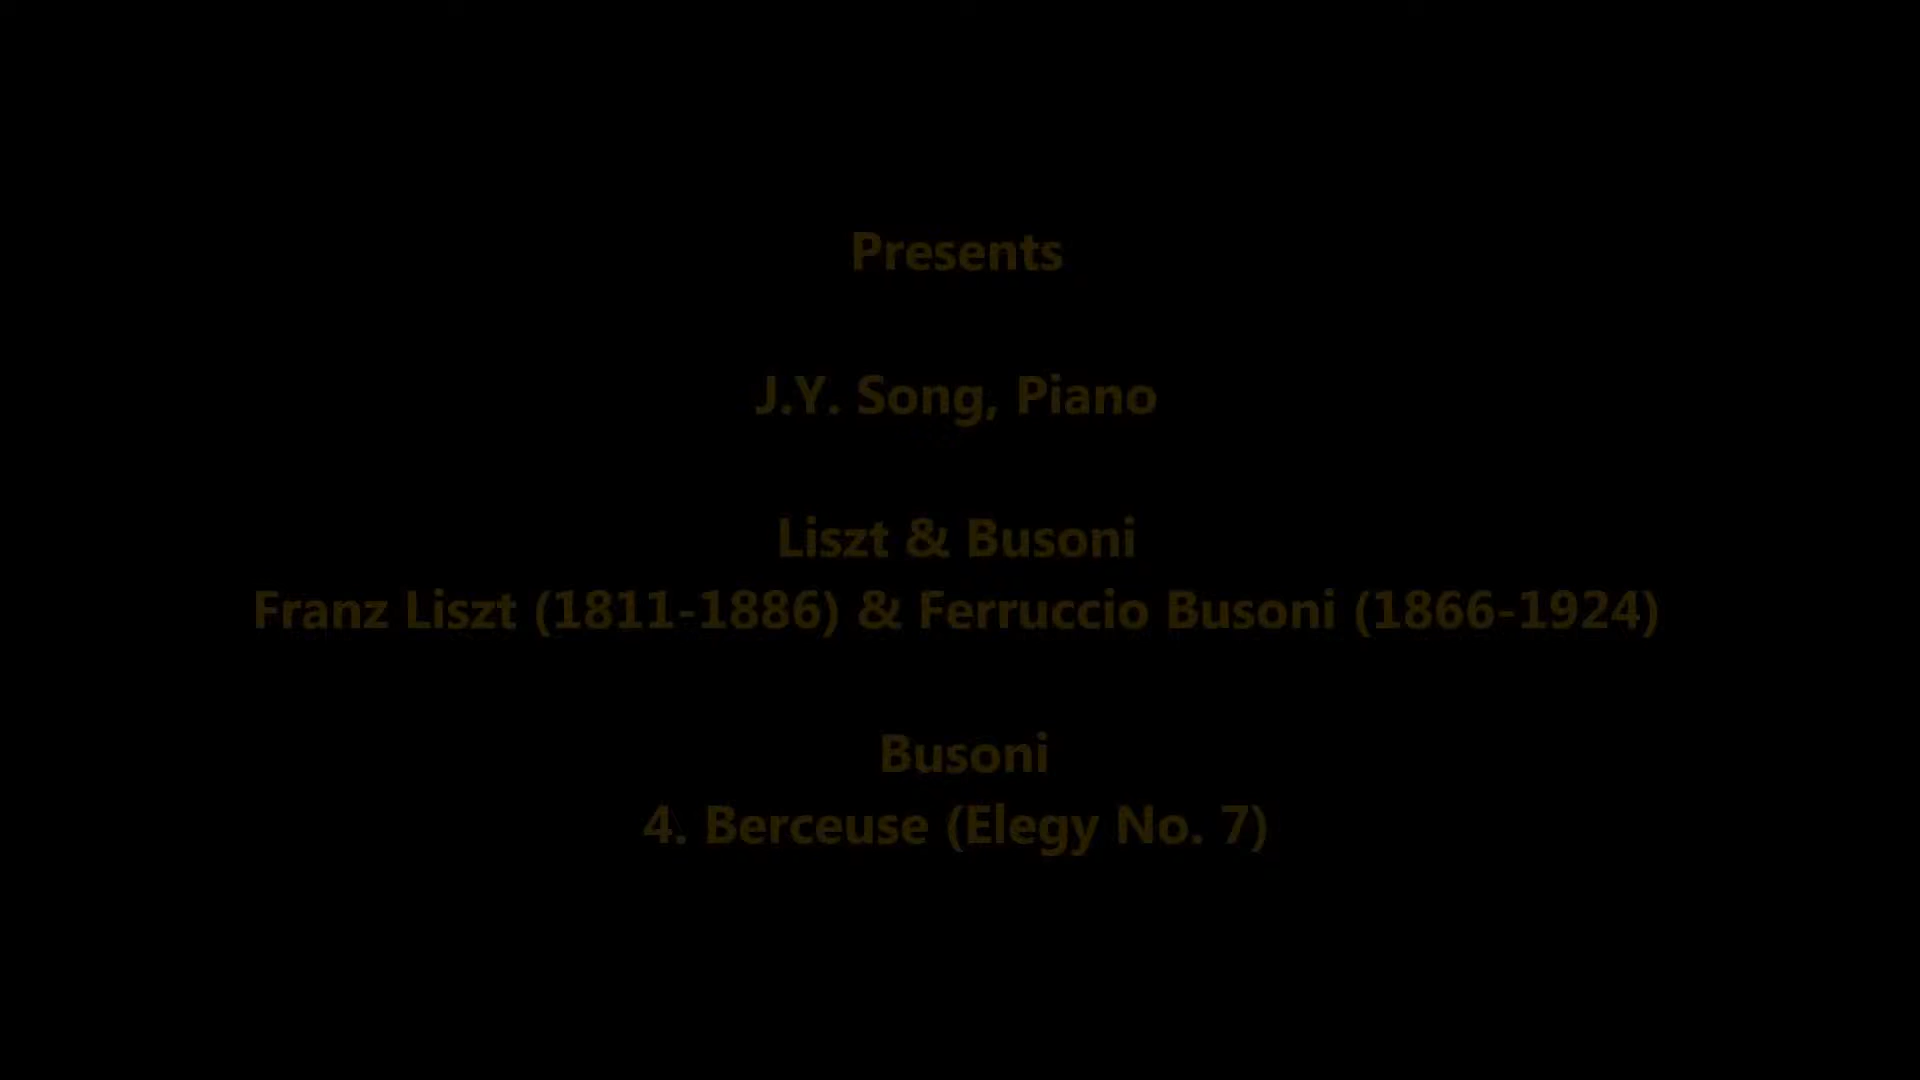 Presents
J.Y. Song, Piano
Liszt & Busoni
Franz Liszt (1811-1886) & Ferruccio Busoni (1866-1924)
Busoni
4. Berceuse (Elegy No. 7)